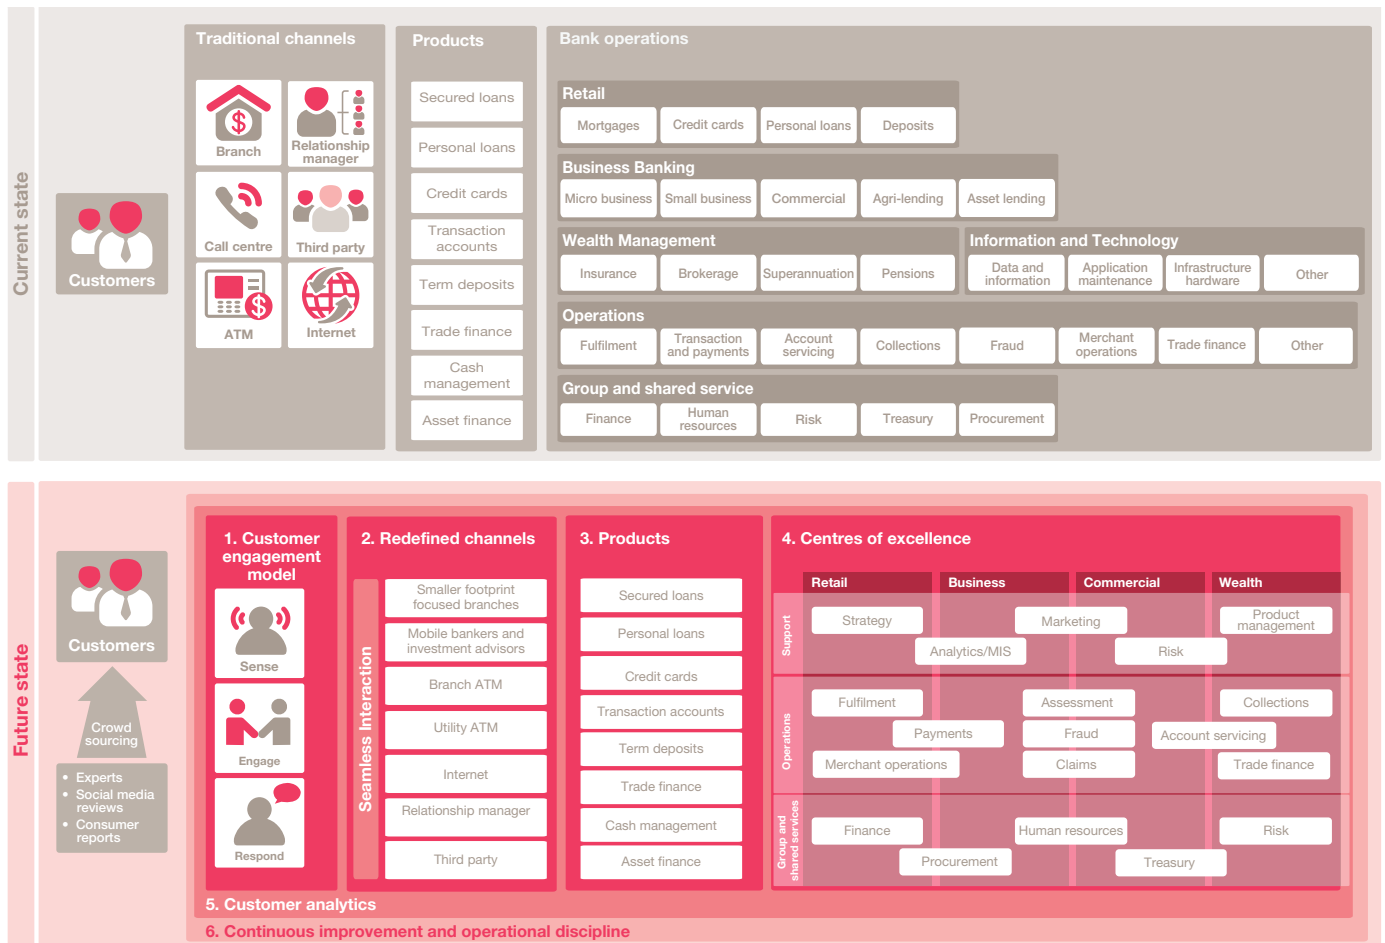 Current state
Customers
Traditional channels
Branch
Relationship
manager
Call centre
Third party
ATM
Internet
Products
Secured loans
Personal loans
Credit cards
Transaction
accounts
Term deposits
Trade finance
Cash
management
Asset finance
Bank operations
Retail
Mortgages
Credit cards
Personal loans
Deposits
Business Banking
Micro business
Small business
Commercial
Agri-lending
Asset lending
Wealth Management
Insurance
Brokerage
Superannuation
Pensions
Information and Technology
Data and
information
Application
maintenance
Infrastructure
hardware
Other
Operations
Fulfilment
Transaction
and payments
Account
servicing
Collections
Fraud
Merchant
operations
Trade finance
Other
Group and shared service
Finance
Human
resources
Risk
Treasury
Procurement
Future state
Customers
Crowd
sourcing
• Experts
• Social media
reviews
• Consumer
reports
1. Customer
engagement
model
Sense
Engage
Respond
2. Redefined channels
Seamless Interaction
Smaller footprint
focused branches
Mobile bankers and
investment advisors
Branch ATM
Utility ATM
Internet
Relationship manager
Third party
3. Products
Secured loans
Personal loans
Credit cards
Transaction accounts
Term deposits
Trade finance
Cash management
Asset finance
4. Centres of excellence
Retail
Business
Commercial
Wealth
Support
Strategy
Marketing
Product
management
Analytics/MIS
Risk
Operations
Fulfilment
Assessment
Collections
Payments
Fraud
Account servicing
Merchant operations
Claims
Trade finance
Group and
shared services
Finance
Human resources
Risk
Procurement
Treasury
5. Customer analytics
6. Continuous improvement and operational discipline